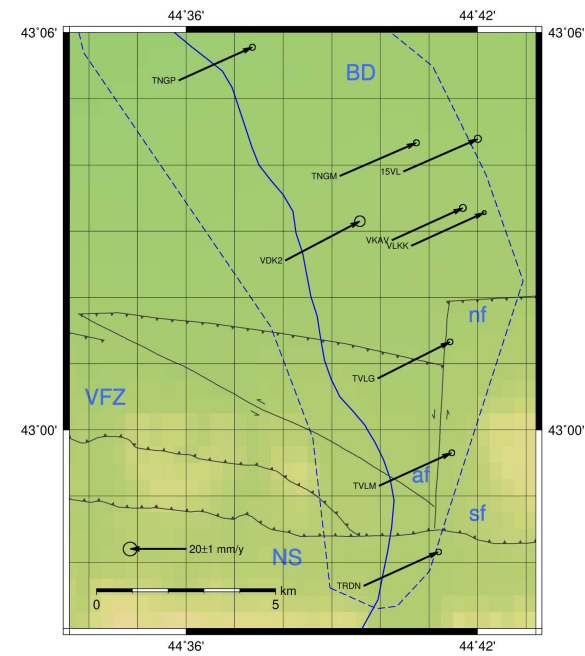 44°36' 44°42'
43°06' 43°06'
BD
TNGP
TNGM
15VL
VKAV
VLKK
VDK2
nf
TVLG
VFZ
43°00' 43°00'
af
TVLM
sf
20±1 mm/y
NS
TRDN
km
0 5
44°36' 44°42'